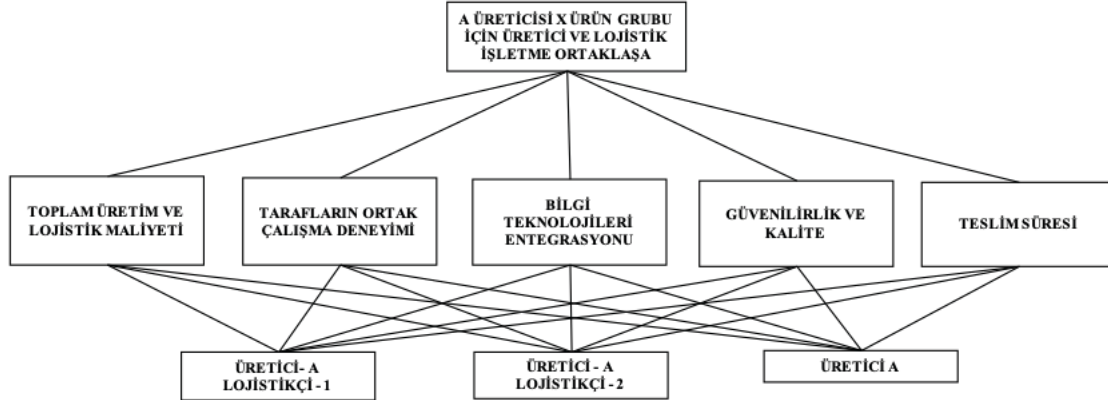 A ÜRETİCİSİ X ÜRÜN GRUBU
İÇİN ÜRETİCİ VE LOJİSTİK
İŞLETME ORTAKLAŞA
TOPLAM ÜRETİM VE
LOJİSTİK MALİYETİ
TARAFLARIN ORTAK
ÇALIŞMA DENEYİMİ
BİLGİ
TEKNOLOJİLERİ
ENTEGRASYONU
GÜVENİLİRLİK VE
KALİTE
TESLİM SÜRESİ
ÜRETİCİ- A
LOJİSTİKÇİ - 1
ÜRETİCİ - A
LOJİSTİKÇİ - 2
ÜRETİCİ A